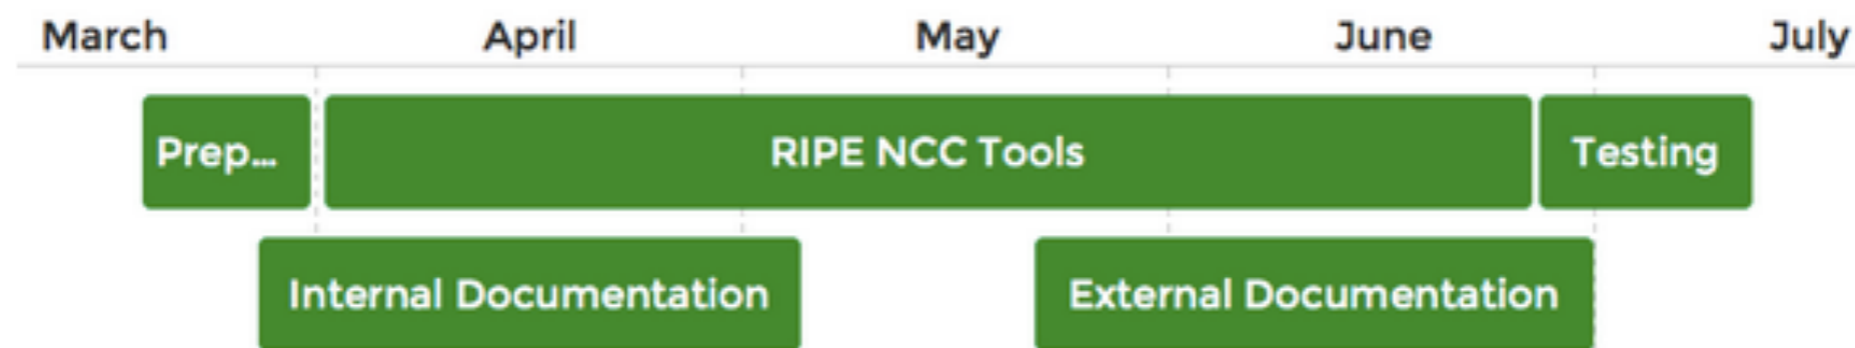 March April May June July
Prep... RIPE NCC Tools Testing
Internal Documentation External Documentation